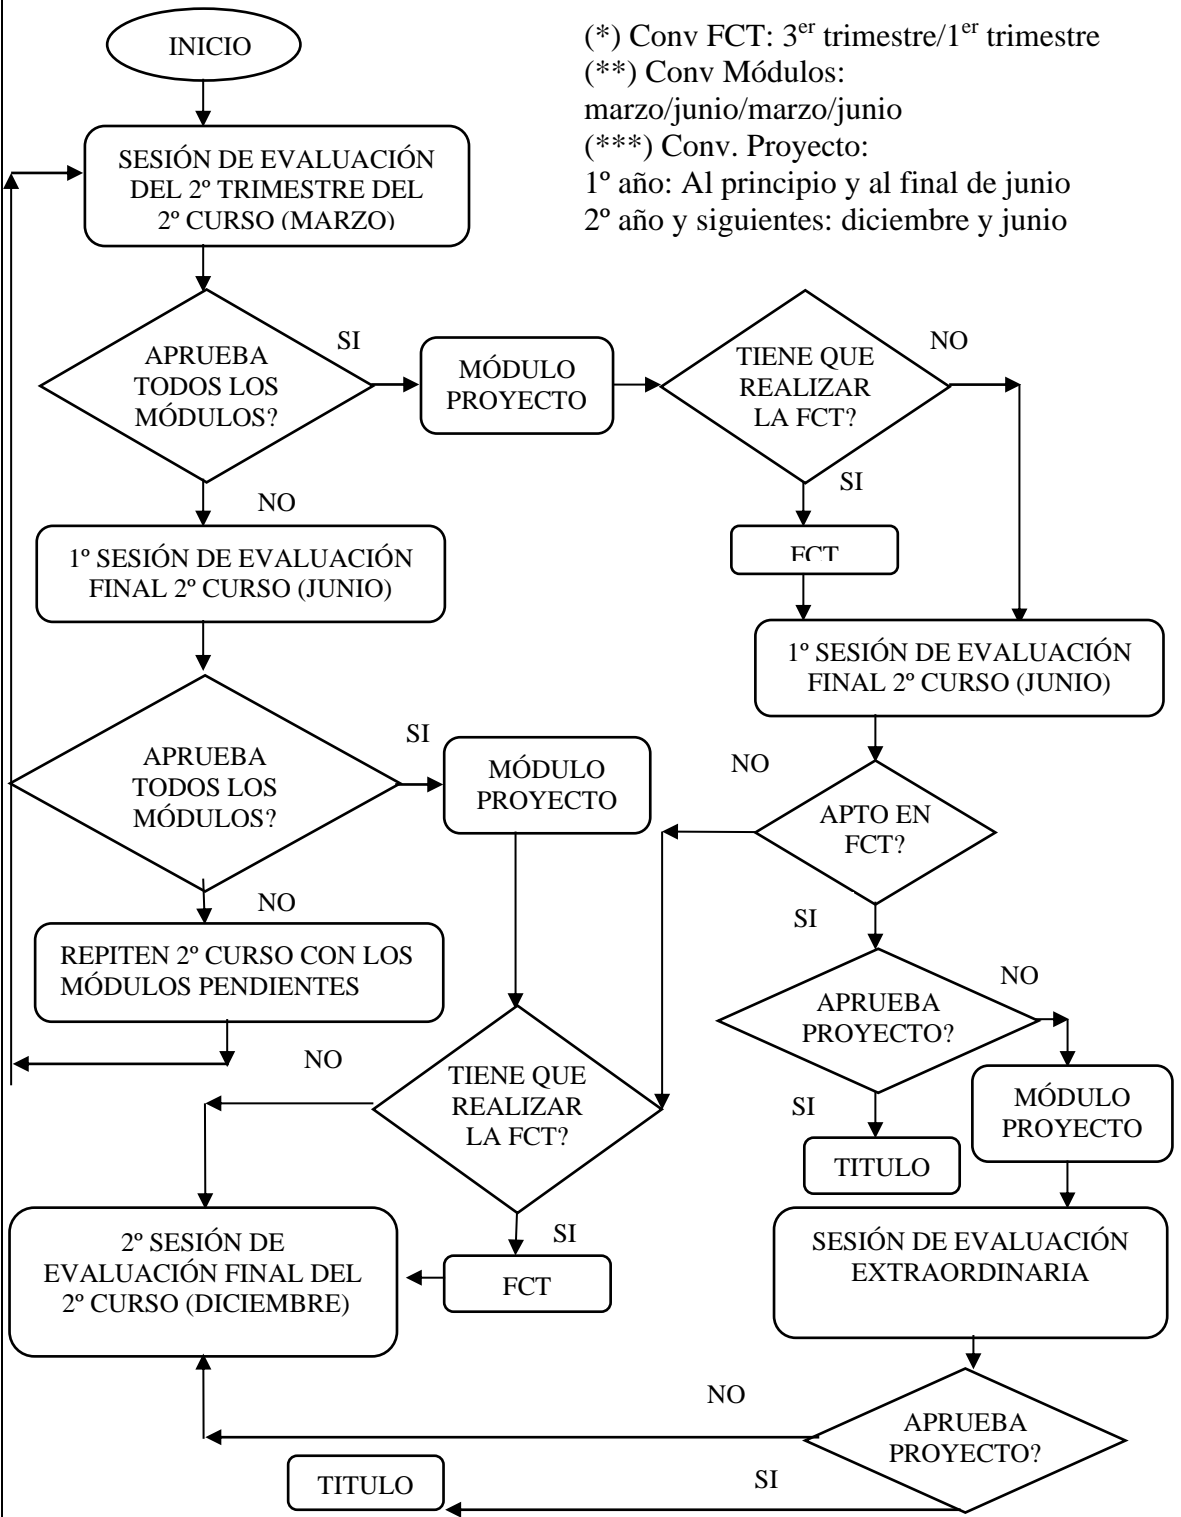 INICIO
(*) Conv FCT: 3er trimestre/1er trimestre
(**) Conv Módulos:
marzo/junio/marzo/junio
(***) Conv. Proyecto:
1º año: Al principio y al final de junio
2º año y siguientes: diciembre y junio
SESIÓN DE EVALUACIÓN
DEL 2º TRIMESTRE DEL
2º CURSO (MARZO)
APRUEBA
TODOS LOS
MÓDULOS?
SI
MÓDULO
PROYECTO
TIENE QUE
REALIZAR
LA FCT?
NO
SI
NO
FCT
1º SESIÓN DE EVALUACIÓN
FINAL 2º CURSO (JUNIO)
1º SESIÓN DE EVALUACIÓN
FINAL 2º CURSO (JUNIO)
APRUEBA
TODOS LOS
MÓDULOS?
SI
MÓDULO
PROYECTO
NO
APTO EN
FCT?
NO
SI
REPITEN 2º CURSO CON LOS
MÓDULOS PENDIENTES
APRUEBA
PROYECTO?
NO
NO
TIENE QUE
REALIZAR
LA FCT?
SI
MÓDULO
PROYECTO
TITULO
2º SESIÓN DE
EVALUACIÓN FINAL DEL
2º CURSO (DICIEMBRE)
SI
FCT
SESIÓN DE EVALUACIÓN
EXTRAORDINARIA
NO
APRUEBA
PROYECTO?
SI
TITULO